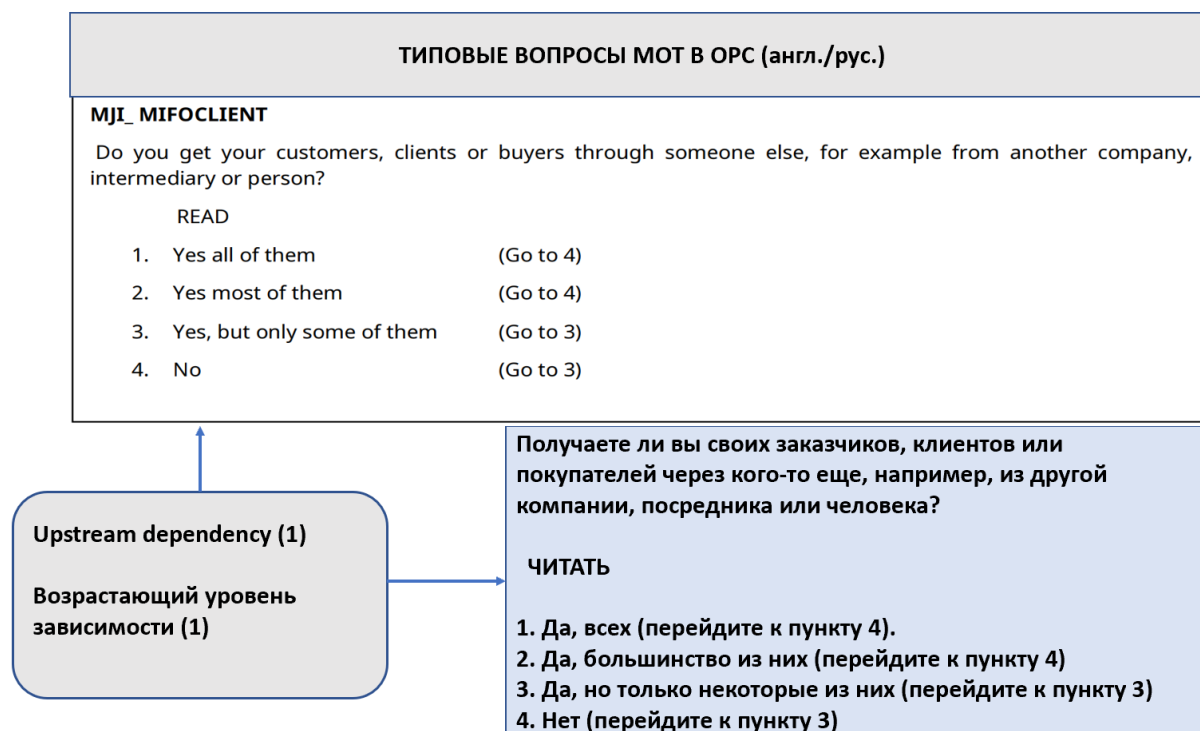 ТИПОВЫЕ ВОПРОСЫ МОТ В ОРС (англ./рус.)
MJI_ MIFOCLIENT
Do you get your customers, clients or buyers through someone else, for example from another company,
intermediary or person?
READ
1. Yes all of them (Go to 4)
2. Yes most of them (Go to 4)
3. Yes, but only some of them (Go to 3)
4. No (Go to 3)
Upstream dependency (1)
Возрастающий уровень
зависимости (1)
Получаете ли вы своих заказчиков, клиентов или
покупателей через кого-то еще, например, из другой
компании, посредника или человека?
ЧИТАТЬ
1. Да, всех (перейдите к пункту 4).
2. Да, большинство из них (перейдите к пункту 4)
3. Да, но только некоторые из них (перейдите к пункту 3)
4. Нет (перейдите к пункту 3)